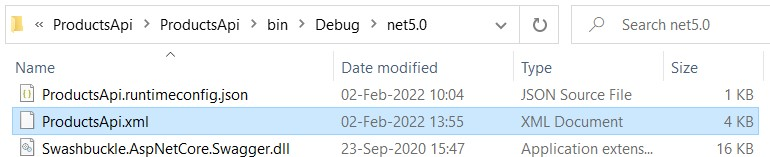 « ProductsApi › ProductsApi › bin › Debug › net5.0 Search net5.0
Name Date modified Type Size
ProductsApi.runtimeconfig.json 02-Feb-2022 10:04 JSON Source File 1 KB
ProductsApi.xml 02-Feb-2022 13:55 XML Document 4 KB
Swashbuckle.AspNetCore.Swagger.dll 23-Sep-2020 15:47 Application extens... 16 KB